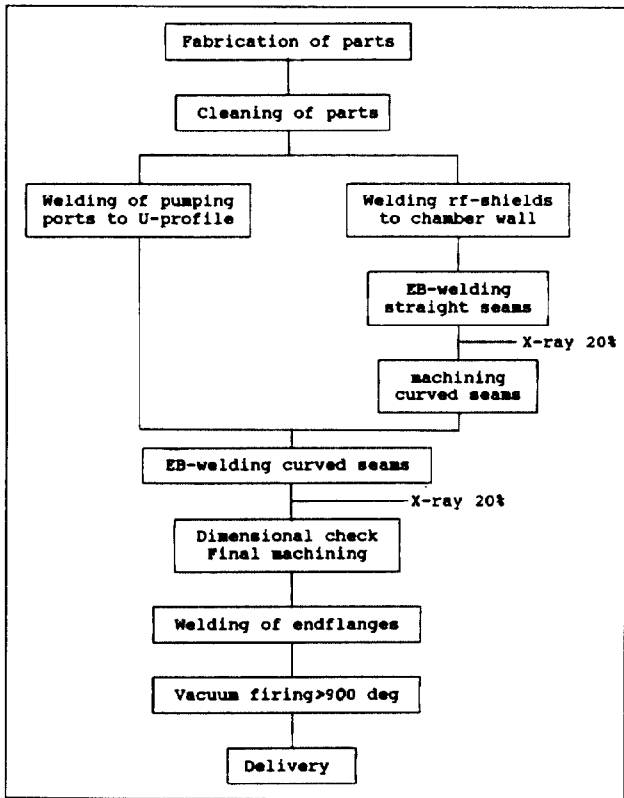 Fabrication of parts
Cleaning of parts
Welding of pumping
ports to U-profile
Welding rf-shields
to chamber wall
EB-welding
straight seams
X-ray 20%
machining
curved seams
EB-welding curved seams
X-ray 20%
Dimensional check
Final machining
Welding of endflanges
Vacuum firing>900 deg
Delivery